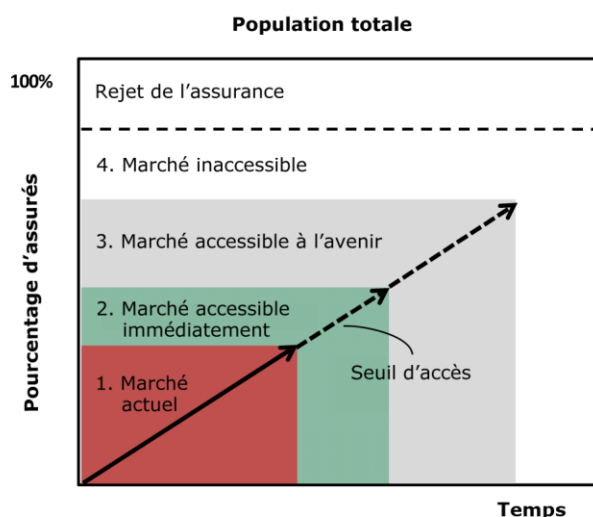 Population totale
100%
Rejet de l’assurance
4. Marché inaccessible
3. Marché accessible à l’avenir
2. Marché accessible
immédiatement
Seuil d’accès
1. Marché
actuel
Pourcentage d’assurés
Temps